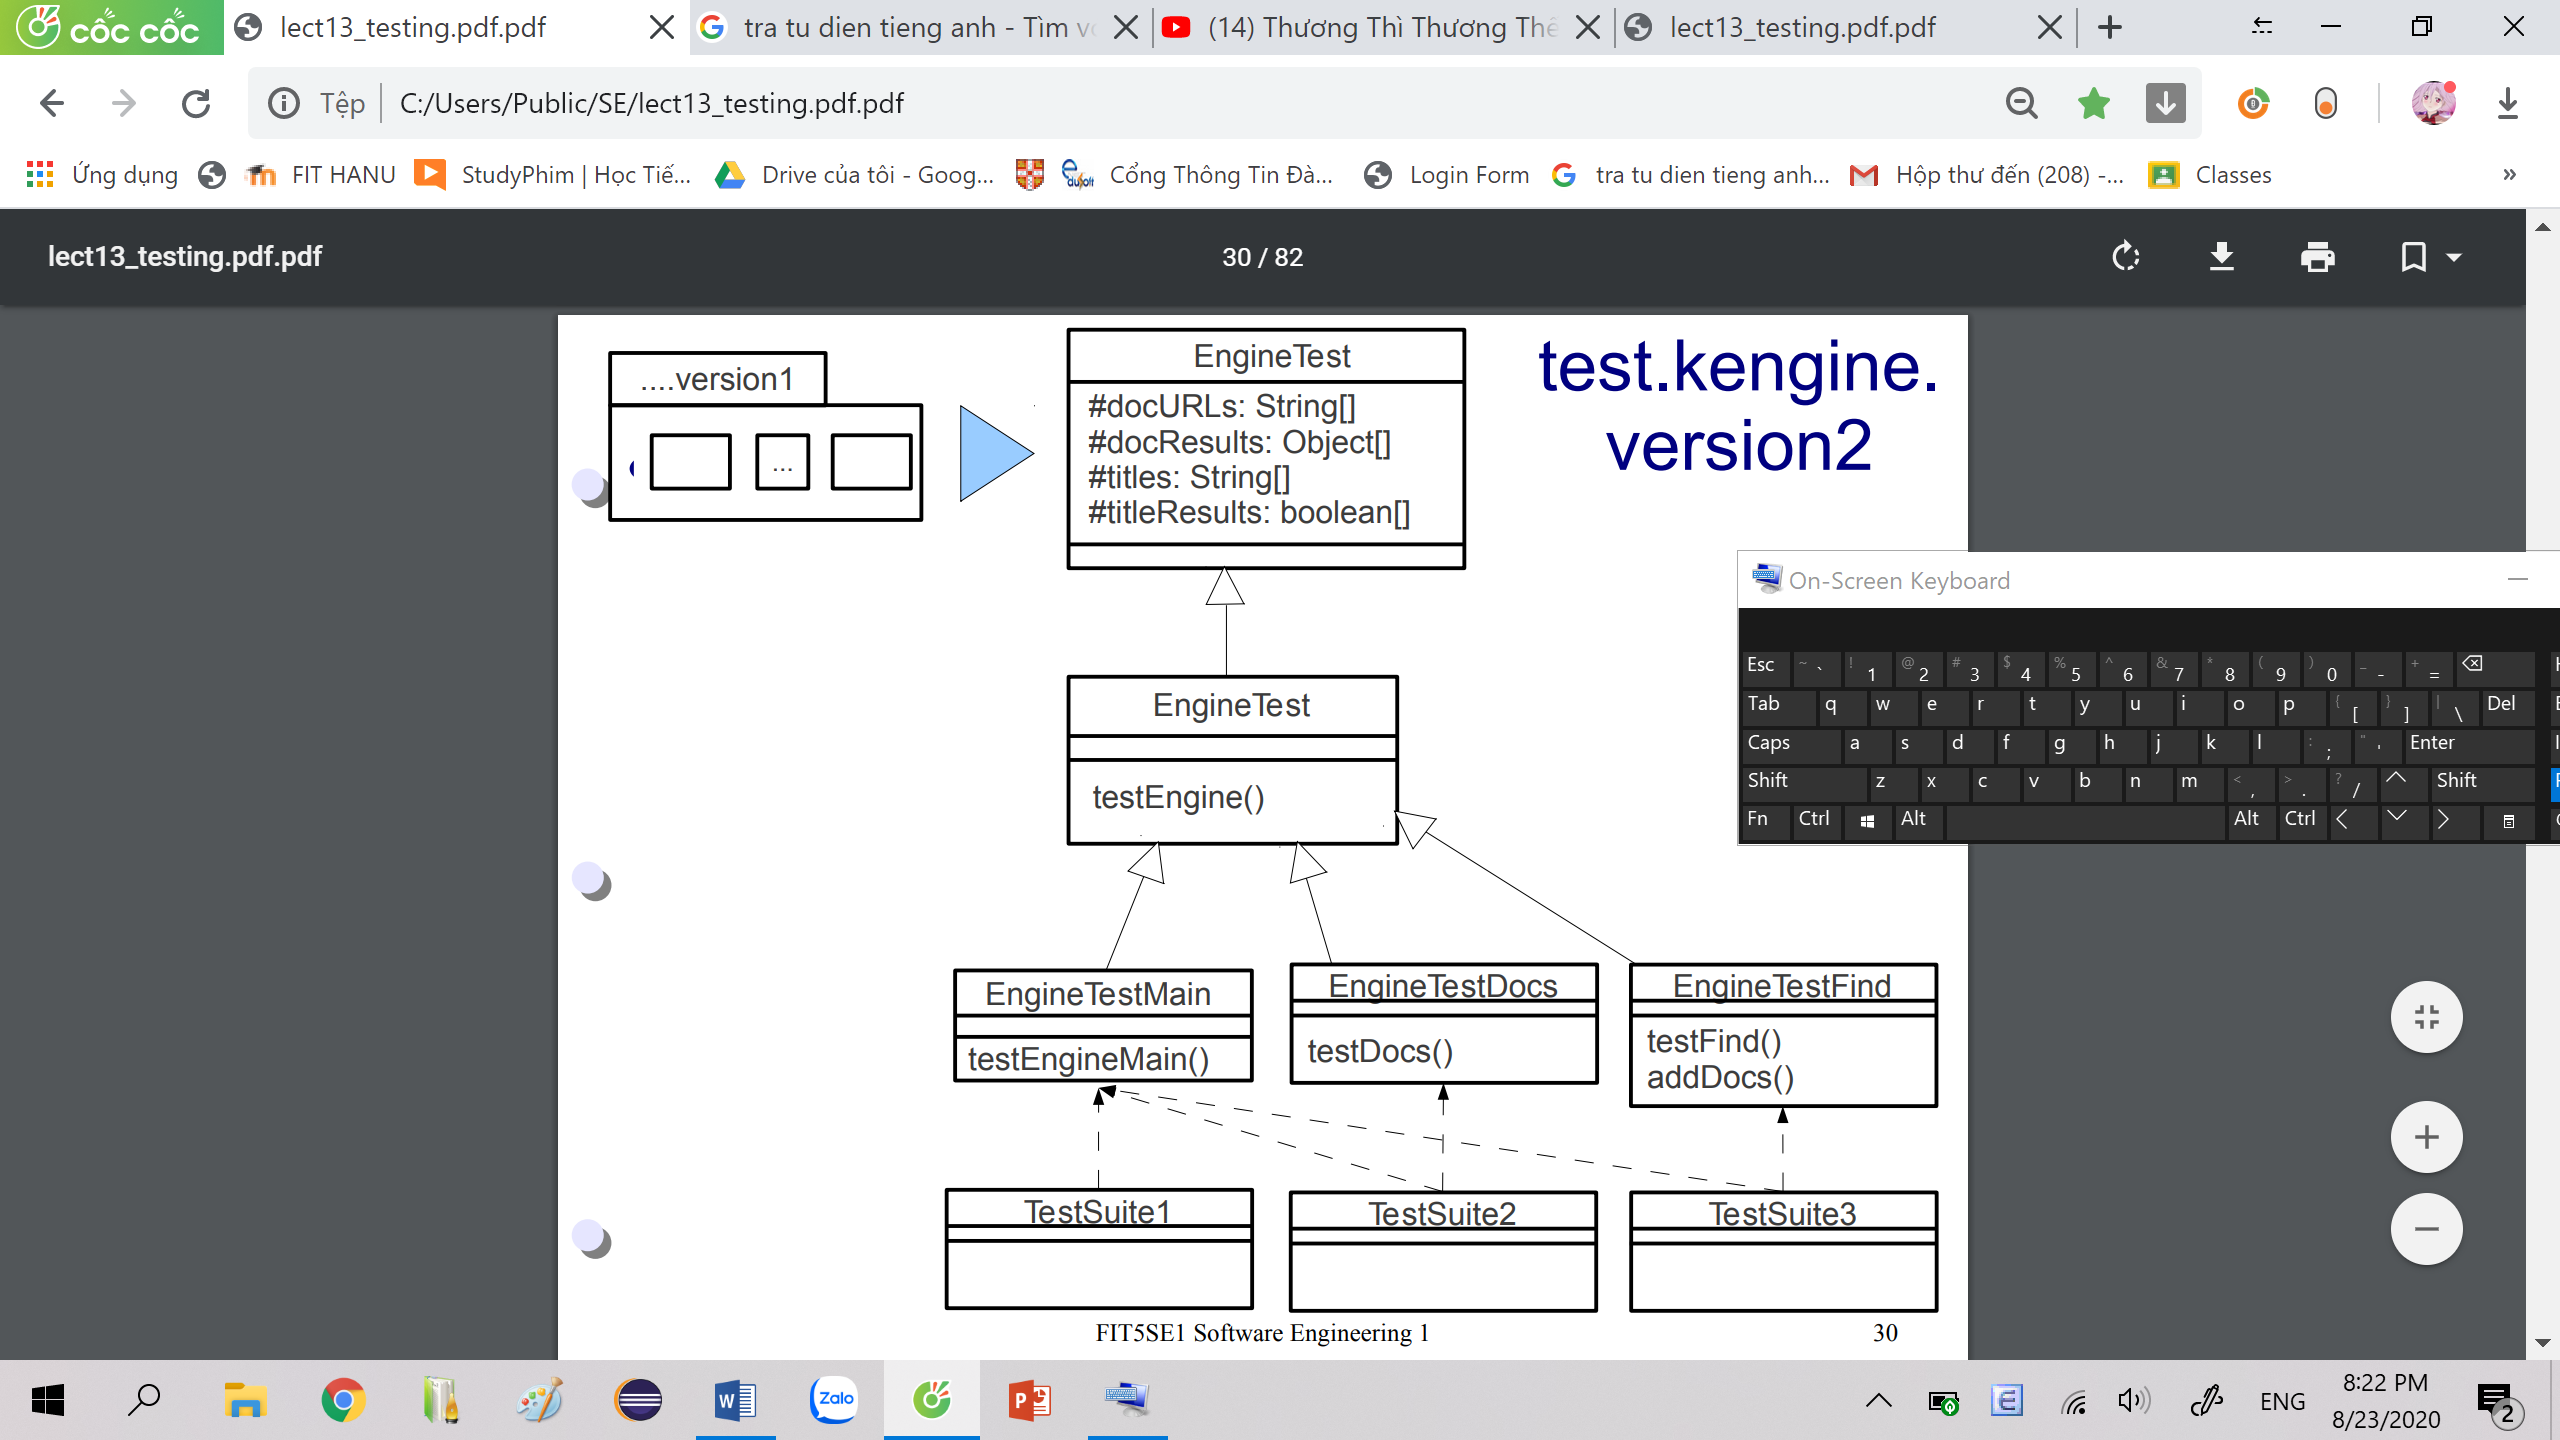 cốc cốc
lect13_testing.pdf.pdf
tra tu dien tieng anh - Tìm v
(14) Thương Thì Thương Thê
lect13_testing.pdf.pdf
Tệp
C:/Users/Public/SE/lect13_testing.pdf.pdf
Ứng dụng
FIT HANU
StudyPhim | Học Tiế...
Drive của tôi - Goog...
Cổng Thông Tin Đà...
Login Form
tra tu dien tieng anh...
Hộp thư đến (208) -...
Classes
»
lect13_testing.pdf.pdf
30 / 82
....version1
...
EngineTest
#docURLs: String[]
#docResults: Object[]
#titles: String[]
#titleResults: boolean[]
test.kengine.
version2
EngineTest
testEngine()
EngineTestMain
testEngineMain()
EngineTestDocs
testDocs()
EngineTestFind
testFind()
addDocs()
TestSuite1
TestSuite2
TestSuite3
FIT5SE1 Software Engineering 1
30
On-Screen Keyboard
Esc ~ ` ! 1 @ 2 # 3 $ 4 % 5 ^ 6 & 7 * 8 ( 9 ) 0 _ - + =
Tab q w e r t y u i o p { [ } ] | \ Del
Caps a s d f g h j k l : ; " ' Enter
Shift z x c v b n m < , > . ? / Shift
Fn Ctrl Alt Alt Ctrl
Zalo
ENG
8:22 PM
8/23/2020
2